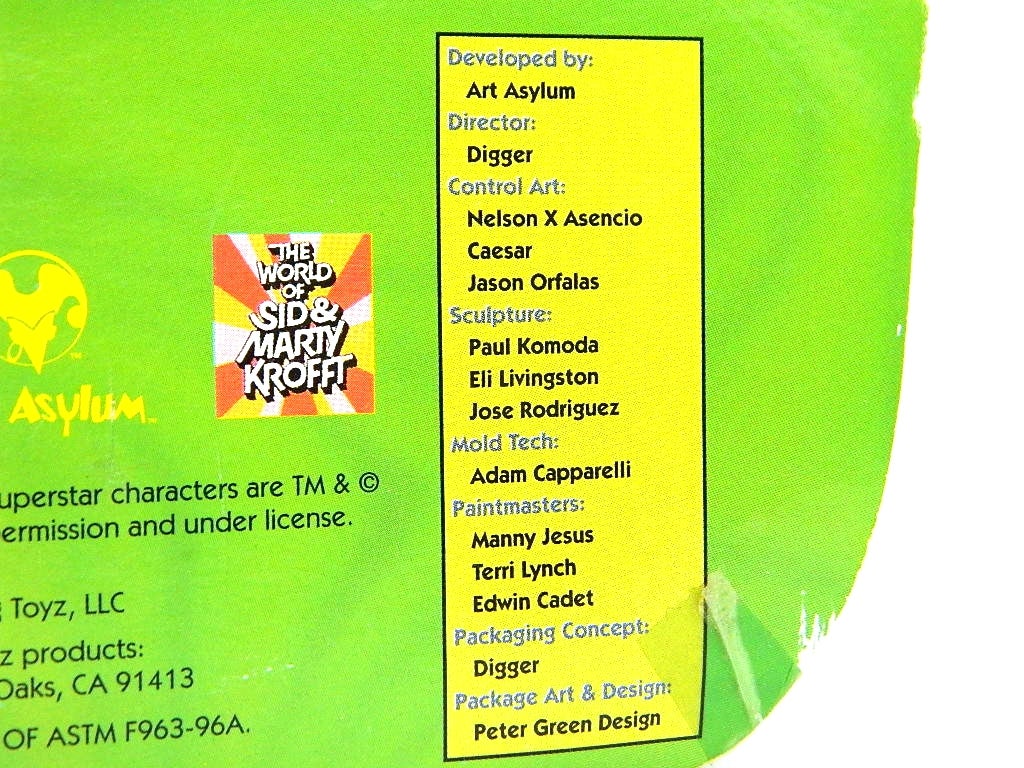 THE
WORLD
OF
SID &
MARTY
KROFFT
Asylum™
uperstar characters are TM & ©
ermission and under license.
Toyz, LLC
z products:
Oaks, CA 91413
OF ASTM F963-96A.
Developed by:
Art Asylum
Director:
Digger
Control Art:
Nelson X Asencio
Caesar
Jason Orfalas
Sculpture:
Paul Komoda
Eli Livingston
Jose Rodriguez
Mold Tech:
Adam Capparelli
Paintmasters:
Manny Jesus
Terri Lynch
Edwin Cadet
Packaging Concept:
Digger
Package Art & Design:
Peter Green Design